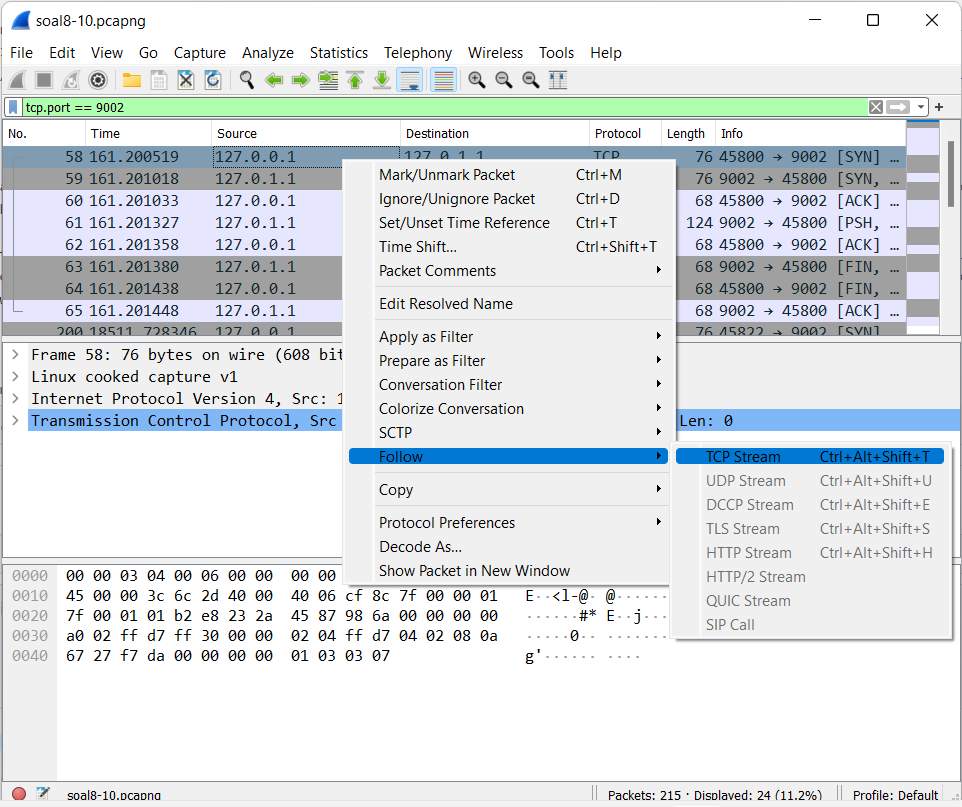 soal8-10.pcapng
File Edit View Go Capture Analyze Statistics Telephony Wireless Tools Help
tcp.port == 9002
No. Time Source Destination Protocol Length Info
58 161.200519 127.0.0.1 127.0.1.1 TCP 76 45800 → 9002 [SYN] …
59 161.201018 127.0.1.1 76 9002 → 45800 [SYN, …
60 161.201033 127.0.0.1 68 45800 → 9002 [ACK] …
61 161.201327 127.0.1.1 124 9002 → 45800 [PSH, …
62 161.201358 127.0.0.1 68 45800 → 9002 [ACK] …
63 161.201380 127.0.1.1 68 9002 → 45800 [FIN, …
64 161.201438 127.0.0.1 68 45800 → 9002 [FIN, …
65 161.201448 127.0.1.1 68 9002 → 45800 [ACK] …
200 18511.728346 127.0.0.1 76 45822 → 9002 [SYN] …
Mark/Unmark Packet Ctrl+M
Ignore/Unignore Packet Ctrl+D
Set/Unset Time Reference Ctrl+T
Time Shift... Ctrl+Shift+T
Packet Comments
Edit Resolved Name
Apply as Filter
Prepare as Filter
Conversation Filter
Colorize Conversation
SCTP
Follow
Copy
Protocol Preferences
Decode As...
Show Packet in New Window
TCP Stream Ctrl+Alt+Shift+T
UDP Stream Ctrl+Alt+Shift+U
DCCP Stream Ctrl+Alt+Shift+E
TLS Stream Ctrl+Alt+Shift+S
HTTP Stream Ctrl+Alt+Shift+H
HTTP/2 Stream
QUIC Stream
SIP Call
Frame 58: 76 bytes on wire (608 bit
Linux cooked capture v1
Internet Protocol Version 4, Src: 1
Transmission Control Protocol, Src Len: 0
0000 00 00 03 04 00 06 00 00 00 00
0010 45 00 00 3c 6c 2d 40 00 40 06 cf 8c 7f 00 00 01 E··<l-@· @·······
0020 7f 00 01 01 b2 e8 23 2a 45 87 98 6a 00 00 00 00 ······#* E··j····
0030 a0 02 ff d7 ff 30 00 00 02 04 ff d7 04 02 08 0a ·····0·· ········
0040 67 27 f7 da 00 00 00 00 01 03 03 07 g'······ ····
soal8-10.pcapng Packets: 215 · Displayed: 24 (11.2%) Profile: Default